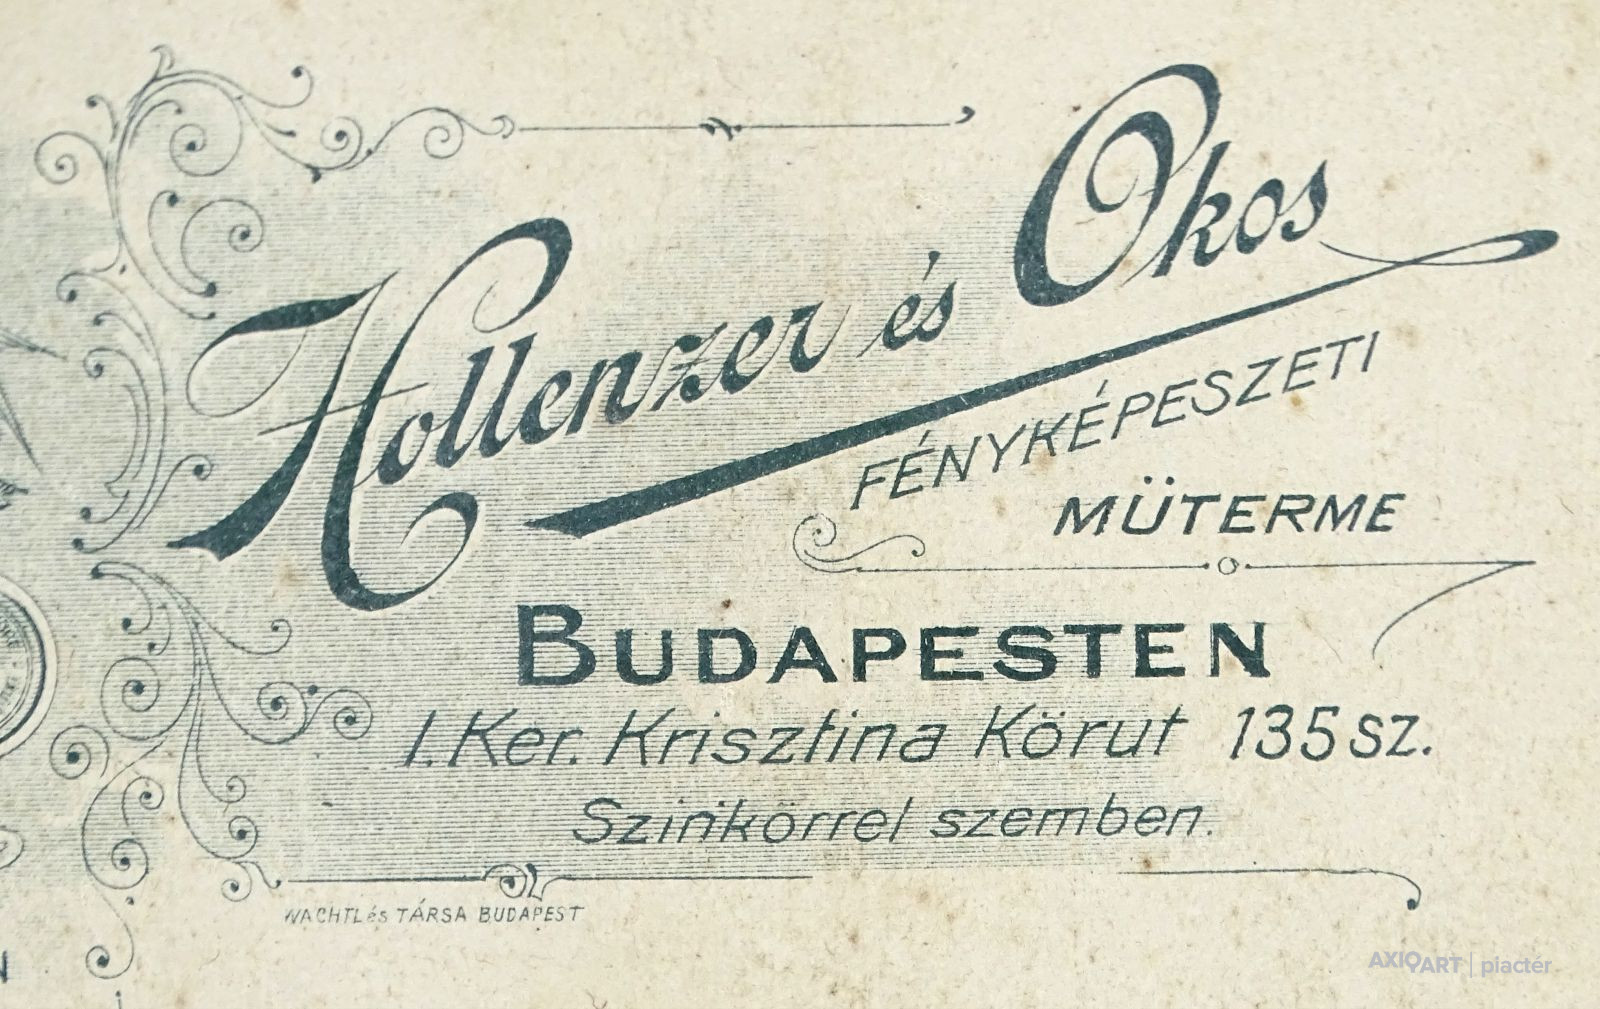 Hollenzer és Okos
FÉNYKÉPESZETI
MÜTERME
BUDAPESTEN
I. Ker. Krisztina Körut 135 sz.
Szinkörrel szemben.
WACHTL és TÁRSA BUDAPEST
AXIOART | piactér